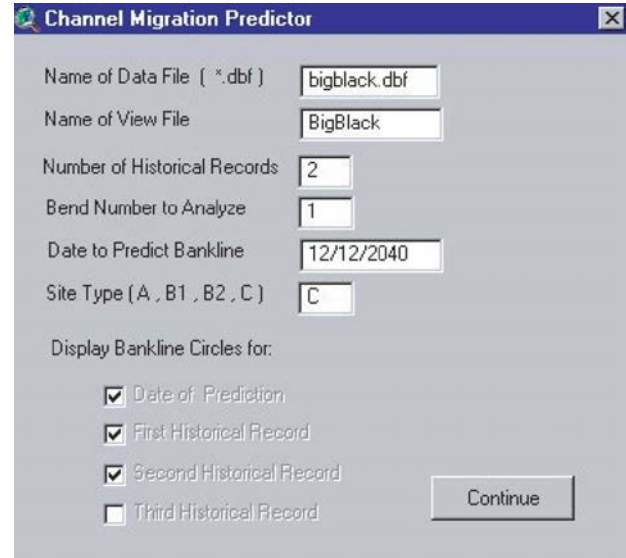 Channel Migration Predictor
Name of Data File ( *.dbf ) bigblack.dbf
Name of View File BigBlack
Number of Historical Records 2
Bend Number to Analyze 1
Date to Predict Bankline 12/12/2040
Site Type ( A , B1 , B2 , C ) C
Display Bankline Circles for:
Date of Prediction
First Historical Record
Second Historical Record
Third Historical Record
Continue